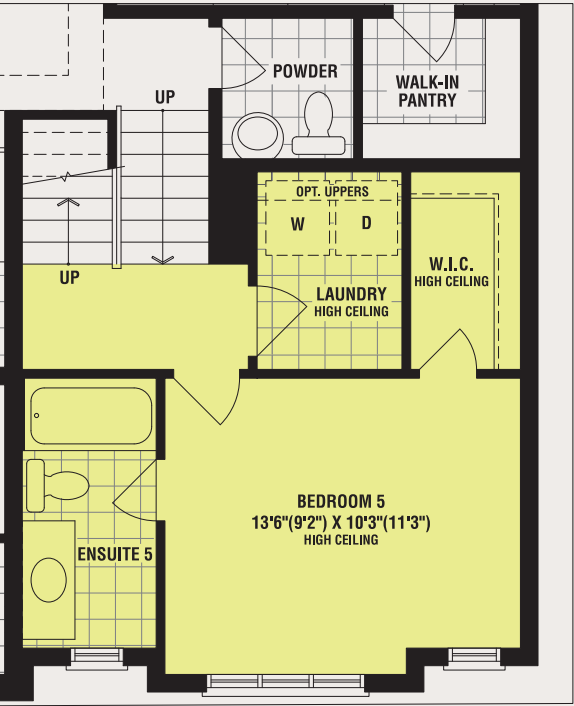 POWDER
WALK-IN
PANTRY
UP
OPT. UPPERS
W
D
W.I.C.
HIGH CEILING
UP
LAUNDRY
HIGH CEILING
BEDROOM 5
13'6"(9'2") X 10'3"(11'3")
HIGH CEILING
ENSUITE 5